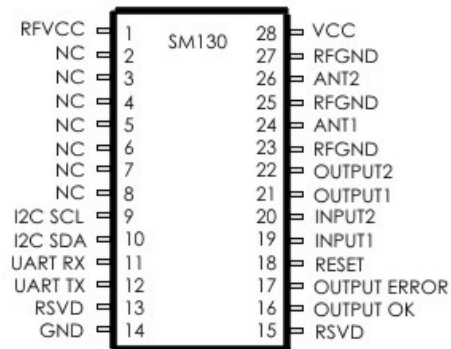 SM130
RFVCC 1 28 VCC
NC 2 27 RFGND
NC 3 26 ANT2
NC 4 25 RFGND
NC 5 24 ANT1
NC 6 23 RFGND
NC 7 22 OUTPUT2
NC 8 21 OUTPUT1
I2C SCL 9 20 INPUT2
I2C SDA 10 19 INPUT1
UART RX 11 18 RESET
UART TX 12 17 OUTPUT ERROR
RSVD 13 16 OUTPUT OK
GND 14 15 RSVD